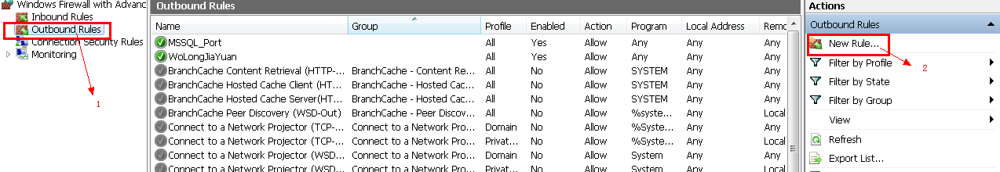 Windows Firewall with Advanc
Inbound Rules
Outbound Rules
Connection Security Rules
Monitoring
1
Outbound Rules
Name Group Profile Enabled Action Program Local Address Remo
MSSQL_Port All Yes Allow Any Any Any
WoLongJiaYuan All Yes Allow Any Any Any
BranchCache Content Retrieval (HTTP-... BranchCache - Content Re... All No Allow SYSTEM Any Any
BranchCache Hosted Cache Client (HT... BranchCache - Hosted Cac... All No Allow SYSTEM Any Any
BranchCache Hosted Cache Server(HT... BranchCache - Hosted Cac... All No Allow SYSTEM Any Any
BranchCache Peer Discovery (WSD-Out) BranchCache - Peer Discov... All No Allow %syste... Any Local
Connect to a Network Projector (TCP-... Connect to a Network Pro... Domain No Allow System Any Any
Connect to a Network Projector (TCP-... Connect to a Network Pro... Privat... No Allow System Any Local
Connect to a Network Projector (WSD-... Connect to a Network Pro... Domain No Allow System Any Any
Connect to a Network Projector (WSD-... Connect to a Network Pro... Privat... No Allow System Any Local
Actions
Outbound Rules
New Rule...
2
Filter by Profile
Filter by State
Filter by Group
View
Refresh
Export List...